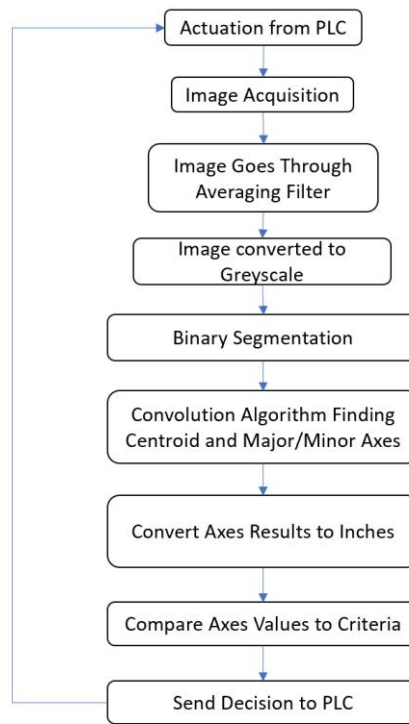 Actuation from PLC
Image Acquisition
Image Goes Through
Averaging Filter
Image converted to
Greyscale
Binary Segmentation
Convolution Algorithm Finding
Centroid and Major/Minor Axes
Convert Axes Results to Inches
Compare Axes Values to Criteria
Send Decision to PLC